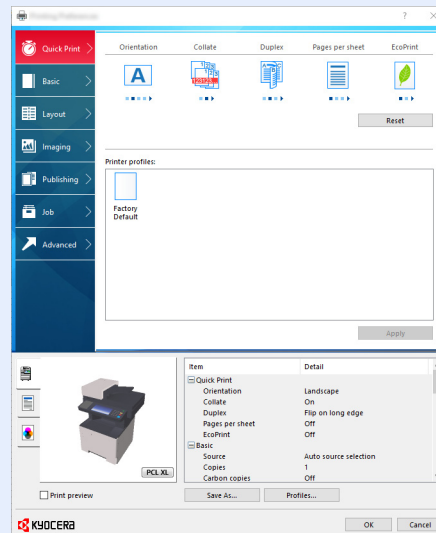 ? ×
Quick Print
Basic
Layout
Imaging
Publishing
Job
Advanced
Orientation Collate Duplex Pages per sheet EcoPrint
A
Reset
Printer profiles:
Factory
Default
Apply
Item Detail
Quick Print
Orientation Landscape
Collate On
Duplex Flip on long edge
Pages per sheet Off
EcoPrint Off
Basic
Source Auto source selection
Copies 1
Carbon copies Off
PCL XL
Print preview
Save As... Profiles...
KYOCERA
OK Cancel